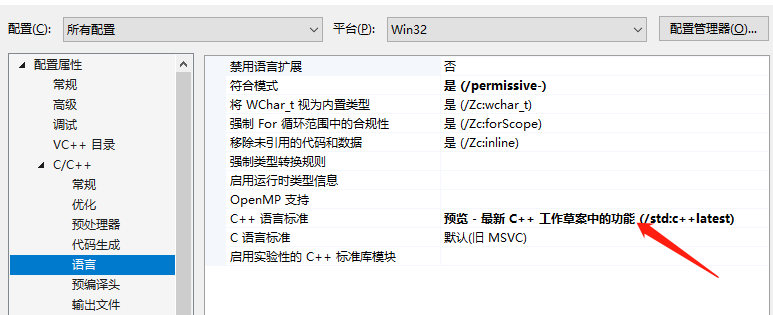 配置(C): 所有配置 平台(P): Win32 配置管理器(O)...
配置属性
常规
高级
调试
VC++ 目录
C/C++
常规
优化
预处理器
代码生成
语言
预编译头
输出文件
禁用语言扩展 否
符合模式 是 (/permissive-)
将 WChar_t 视为内置类型 是 (/Zc:wchar_t)
强制 For 循环范围中的合规性 是 (/Zc:forScope)
移除未引用的代码和数据 是 (/Zc:inline)
强制类型转换规则
启用运行时类型信息
OpenMP 支持
C++ 语言标准 预览 - 最新 C++ 工作草案中的功能 (/std:c++latest)
C 语言标准 默认(旧 MSVC)
启用实验性的 C++ 标准库模块